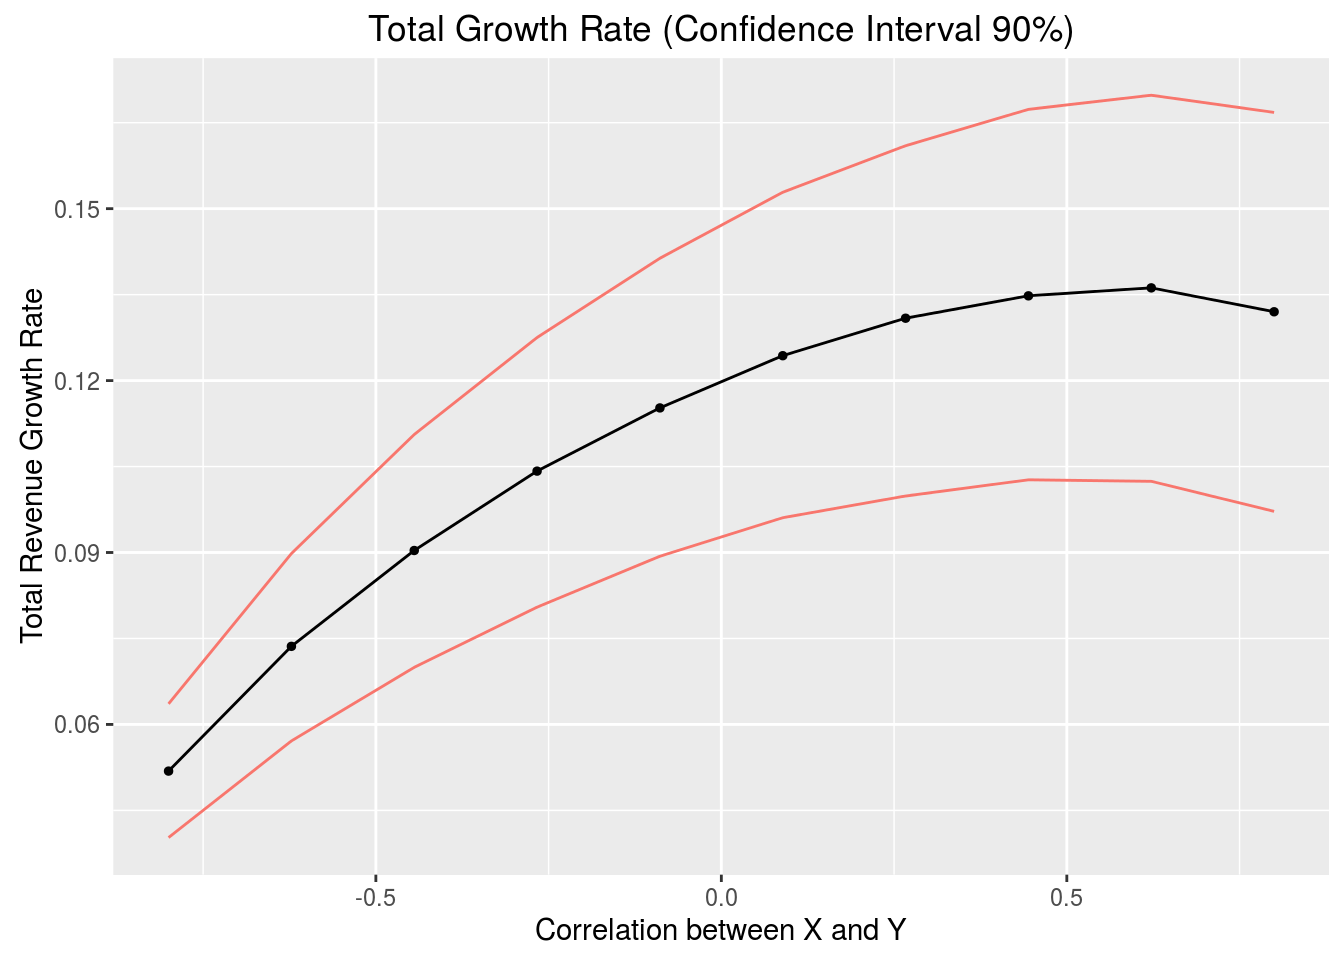 Total Growth Rate (Confidence Interval 90%)
Total Revenue Growth Rate
0.15
0.12
0.09
0.06
-0.5
0.0
0.5
Correlation between X and Y